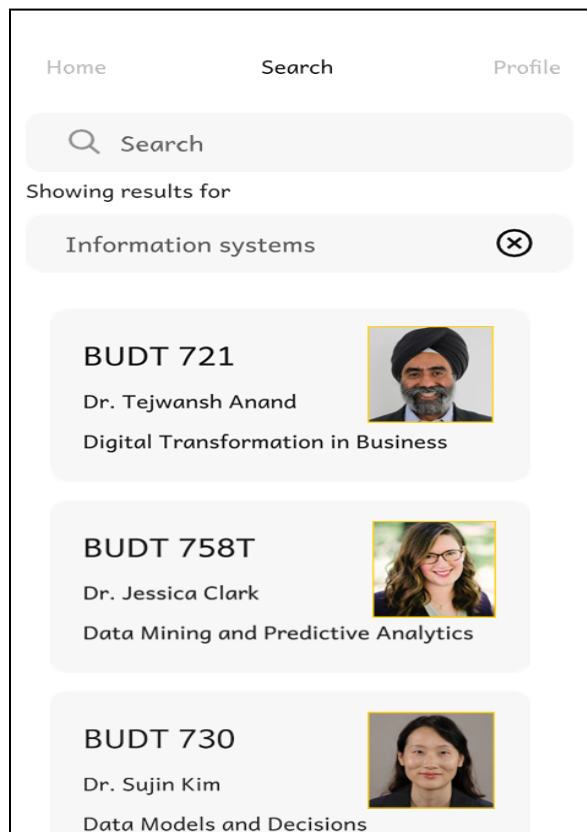 Home Search Profile
Search
Showing results for
Information systems
BUDT 721
Dr. Tejwansh Anand
Digital Transformation in Business
BUDT 758T
Dr. Jessica Clark
Data Mining and Predictive Analytics
BUDT 730
Dr. Sujin Kim
Data Models and Decisions